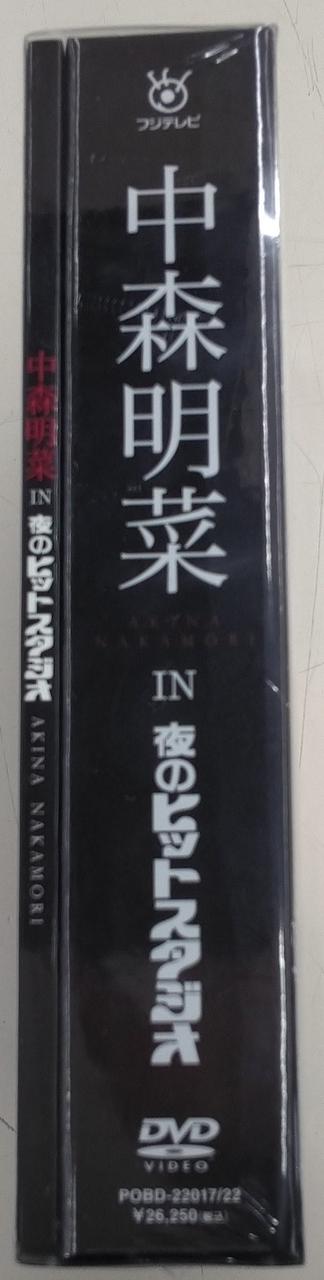 フジテレビ
中森明菜
AKINA
NAKAMORI
IN
夜のヒットスタジオ
DVD
VIDEO
POBD-22017/22
¥26,250(税込)
中森明菜 IN 夜のヒットスタジオ AKINA NAKAMORI